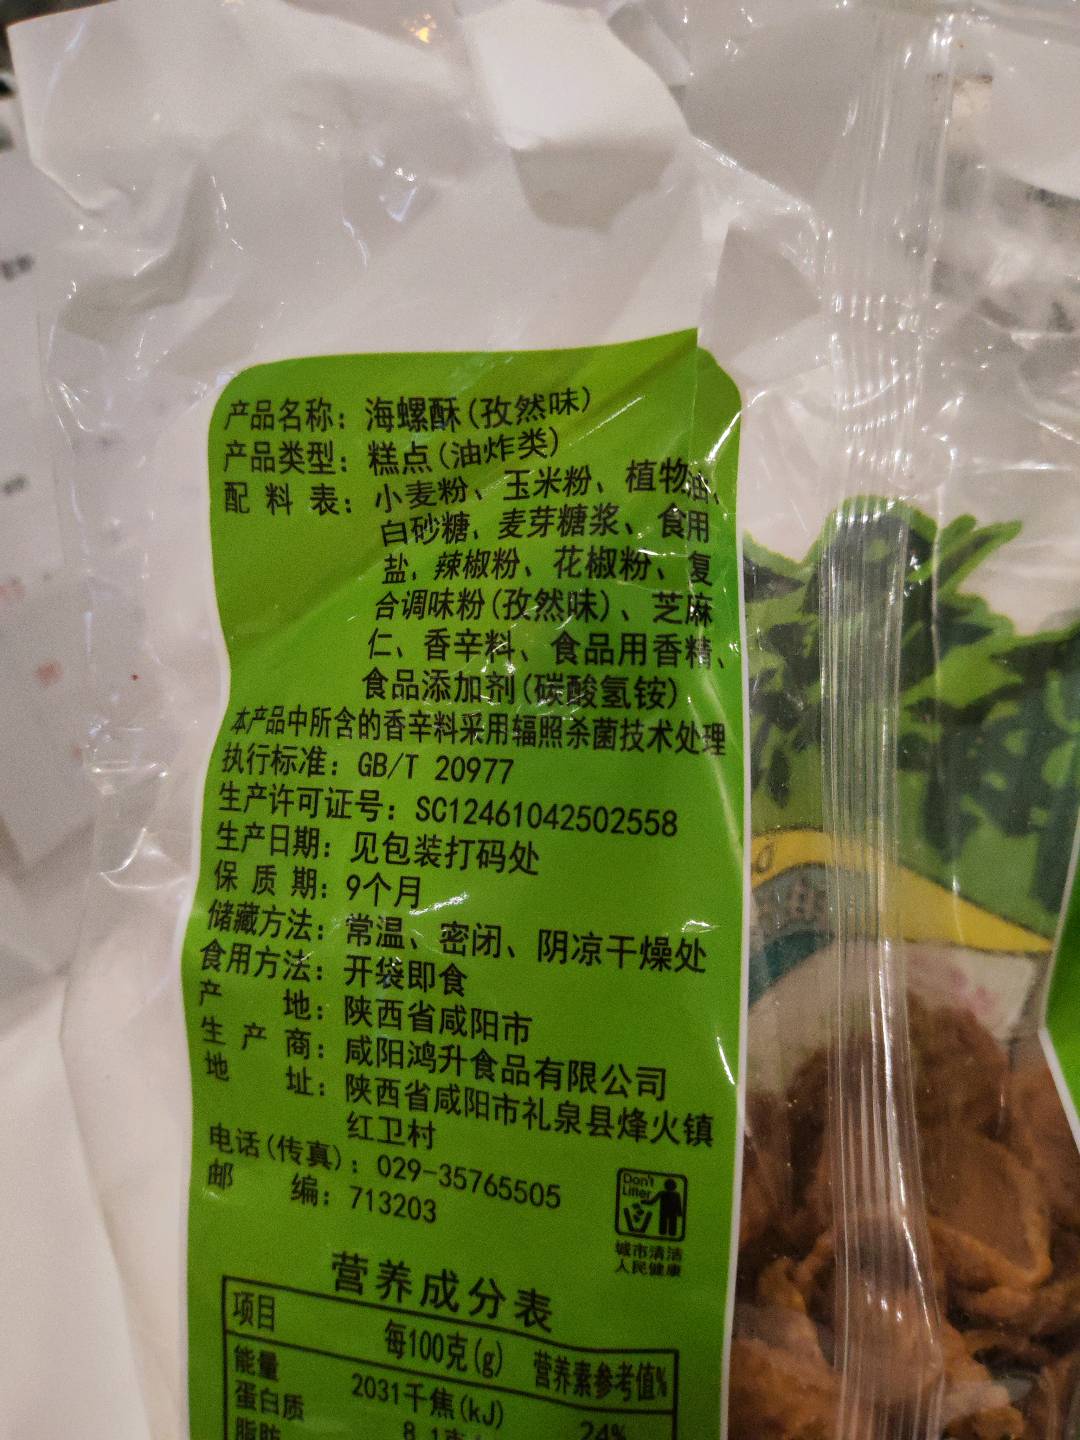 产品名称：海螺酥(孜然味)
产品类型：糕点(油炸类)
配料表：小麦粉、玉米粉、植物油、
白砂糖、麦芽糖浆、食用
盐、辣椒粉、花椒粉、复
合调味粉(孜然味)、芝麻
仁、香辛料、食品用香精、
食品添加剂(碳酸氢铵)
本产品中所含的香辛料采用辐照杀菌技术处理
执行标准：GB/T 20977
生产许可证号：SC12461042502558
生产日期：见包装打码处
保质期：9个月
储藏方法：常温、密闭、阴凉干燥处
食用方法：开袋即食
产地：陕西省咸阳市
生产商：咸阳鸿升食品有限公司
地址：陕西省咸阳市礼泉县烽火镇
红卫村
电话(传真)：029-35765505
邮编：713203
Don't
Litter
城市清洁
人民健康
营养成分表
项目 每100克(g) 营养素参考值%
能量 2031千焦(kJ) 24%
蛋白质 8.1克
脂肪